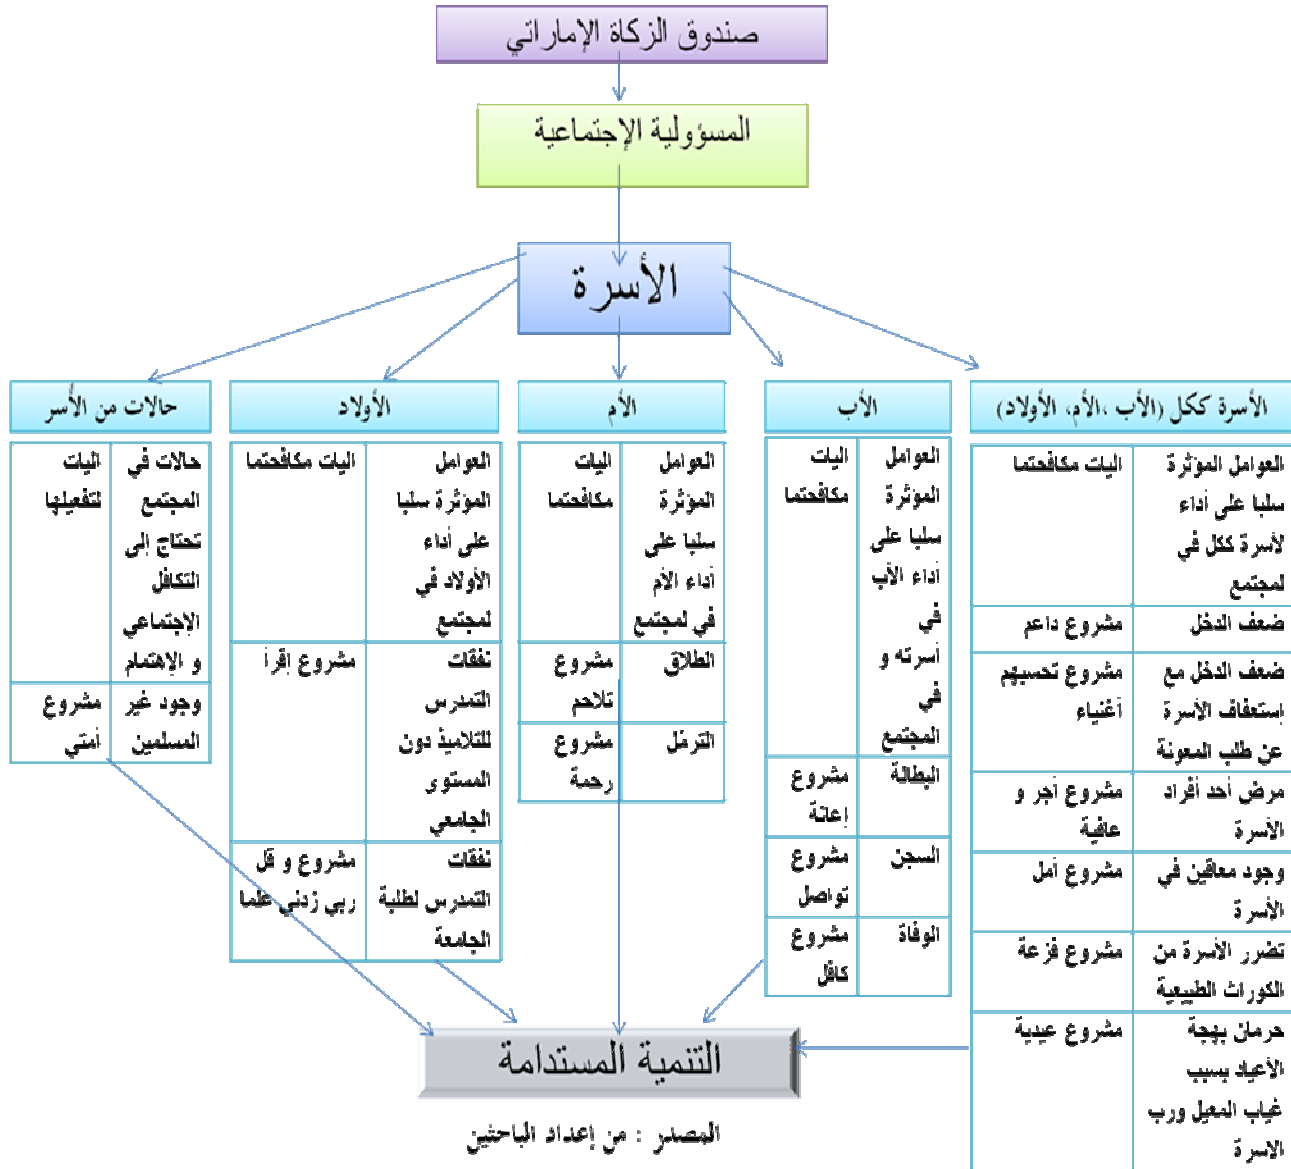 صندوق الزكاة الإماراتي
المسؤولية الإجتماعية
الأسرة
الأسرة ككل (الأب ،الأم، الأولاد)
العوامل المؤثرة
سلبا على أداء
لأسرة ككل في
لمجتمع
اليات مكافحتما
ضعف الدخل
مشروع داعم
ضعف الدخل مع
إستعفاف الأسرة
عن طلب المعونة
مشروع تحسبهم
أغنياء
مرض أحد أفراد
الأسرة
مشروع أجر و
عافية
وجود معاقين في
الأسرة
مشروع أمل
تضرر الأسرة من
الكوراث الطبيعية
مشروع فزعة
حرمان بهجة
الأعياد بسبب
غياب المعيل ورب
الاسرة
مشروع عيدية
الأب
العوامل
المؤثرة
سلبا على
أداء الأب
في
أسرته و
في
المجتمع
اليات
مكافحتما
البطالة
مشروع
إعانة
السجن
مشروع
تواصل
الوفاة
مشروع
كافل
الأم
العوامل
المؤثرة
سلبا على
أداء الأم
في لمجتمع
اليات
مكافحتما
الطلاق
مشروع
تلاحم
الترمل
مشروع
رحمة
الأولاد
العوامل
المؤثرة سلبا
على أداء
الأولاد في
لمجتمع
اليات مكافحتما
نفقات
التمدرس
للتلاميذ دون
المستوى
الجامعي
مشروع إقرأ
نفقات
التمدرس لطلبة
الجامعة
مشروع و قل
ربي زدني علما
حالات من الأسر
حالات في
المجتمع
تحتاج إلى
التكافل
الإجتماعي
و الإهتمام
اليات
لتفعيلها
وجود غير
المسلمين
مشروع
أمتي
التنمية المستدامة
المصدر : من إعداد الباحثين